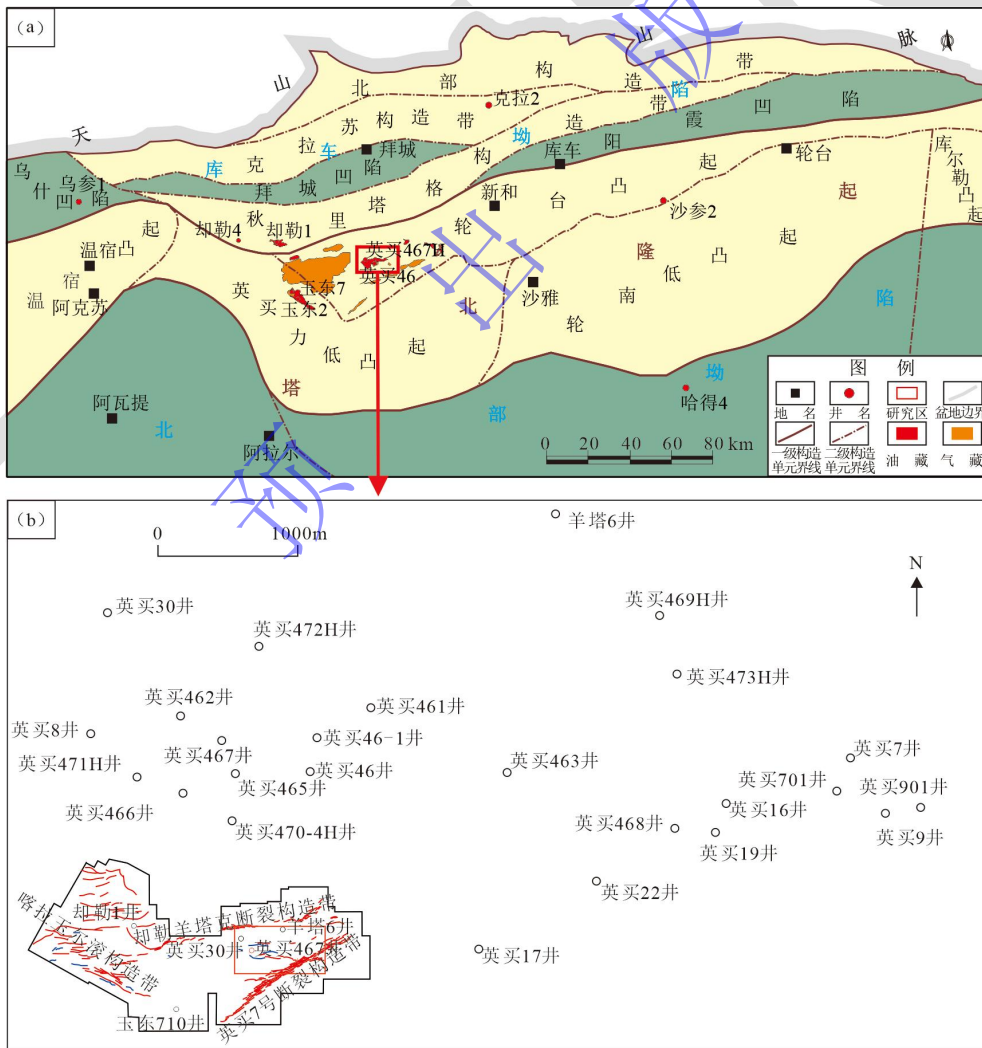 (a)
天 山 山 脉
北 部 构 造 带
克拉2
克 拉 苏 构 造 带
库 车 坳 陷
拜城
拜 城 凹 陷
阳 霞 凹 陷
秋 里 塔 格 构 造 带
乌什凹陷
乌参1
却勒4
却勒1
库车
新和
轮台
轮 台 凸 起
沙参2
库尔勒凸起
温宿
温 宿 凸 起
阿克苏
英买467H
英买46
玉东7
玉东2
英 买 力 低 凸 起
沙雅
轮 南 低 凸 起
塔 北 隆 起
哈得4
阿瓦提
阿拉尔
北 部 坳 陷
0 20 40 60 80 km
图 例
地 名
井 名
研究区
盆地边界
一级构造单元界线
二级构造单元界线
油 藏
气 藏
(b)
0 1000m
羊塔6井
N
英买30井
英买469H井
英买472H井
英买473H井
英买462井
英买461井
英买8井
英买46-1井
英买7井
英买467井
英买471H井
英买46井
英买463井
英买701井
英买901井
英买465井
英买466井
英买16井
英买470-4H井
英买468井
英买9井
英买19井
英买22井
英买17井
喀拉玉尔滚构造带
却勒1井
却勒羊塔克断裂构造带
羊塔6井
英买30井
英买467井
英买7号断裂构造带
玉东710井
预 出 版